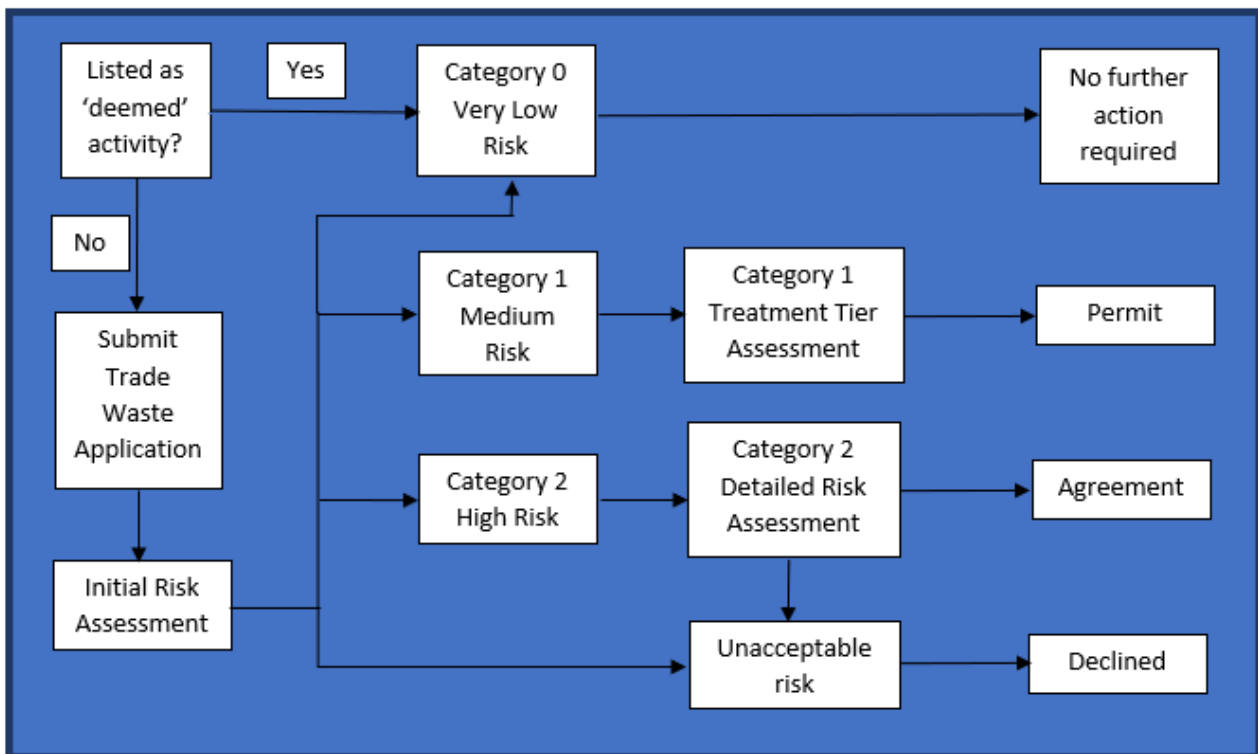 Listed as
‘deemed’
activity?
Yes
Category 0
Very Low
Risk
No further
action
required
No
Category 1
Medium
Risk
Category 1
Treatment Tier
Assessment
Permit
Submit
Trade
Waste
Application
Category 2
High Risk
Category 2
Detailed Risk
Assessment
Agreement
Initial Risk
Assessment
Unacceptable
risk
Declined